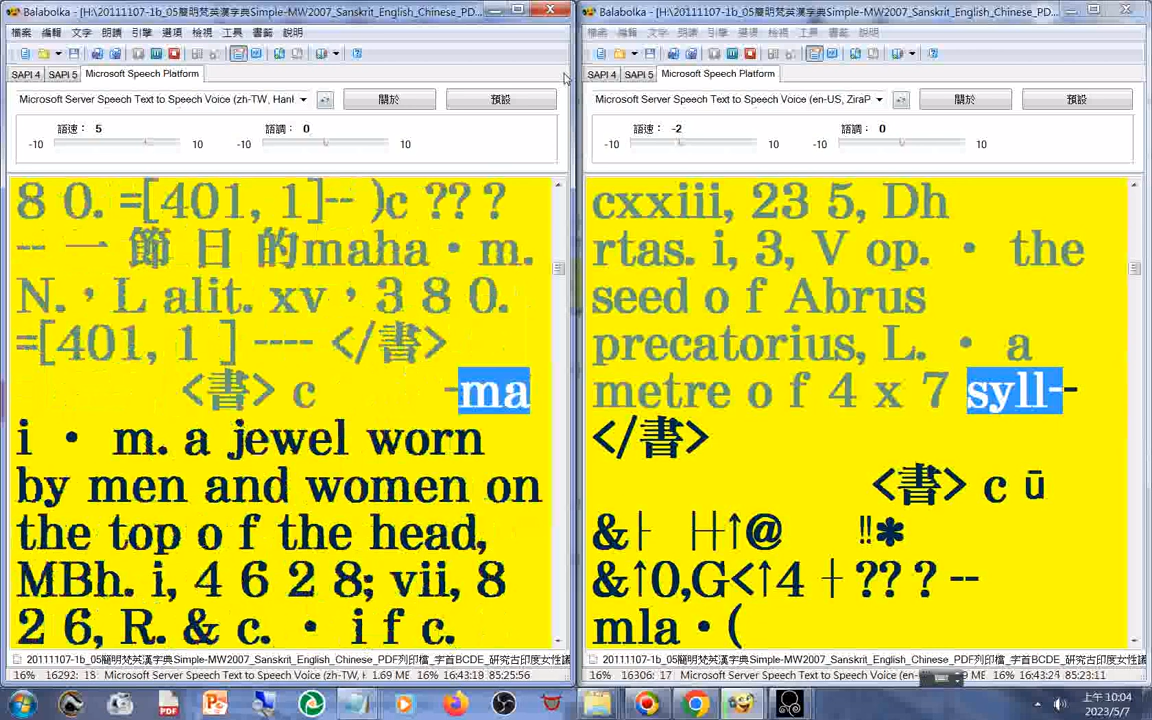 Balabolka - [H:\20111107-1b_05簡明梵英漢字典Simple-MW2007_Sanskrit_English_Chinese_PD...
檔案 編輯 文字 朗讀 引擎 選項 檢視 工具 書籤 說明
SAPI 4 SAPI 5 Microsoft Speech Platform
Microsoft Server Speech Text to Speech Voice (zh-TW, Hanl
關於 預設
語速： 5 語調： 0
-10 10 -10 10
8 0. =[401, 1]-- )c ?? ?
-- 一 節 日 的maha・m.
N.，L alit. xv，3 8 0.
=[401, 1 ] ---- </書>
<書> c -ma
i ・ m. a jewel worn
by men and women on
the top o f the head,
MBh. i, 4 6 2 8; vii, 8
2 6, R. & c. ・ i f c.
20111107-1b_05簡明梵英漢字典Simple-MW2007_Sanskrit_English_Chinese_PDF列印檔_字首BCDE_研究古印度女性議
16% 16292: 18 Microsoft Server Speech Text to Speech Voice (zh-TW, 1.69 ME 16% 16:43:19 85:25:56
Balabolka - [H:\20111107-1b_05簡明梵英漢字典Simple-MW2007_Sanskrit_English_Chinese_PD...
檔案 編輯 文字 朗讀 引擎 選項 檢視 工具 書籤 說明
SAPI 4 SAPI 5 Microsoft Speech Platform
Microsoft Server Speech Text to Speech Voice (en-US, ZiraP
關於 預設
語速： -2 語調： 0
-10 10 -10 10
cxxiii, 23 5, Dh
rtas. i, 3, V op. ・ the
seed o f Abrus
precatorius, L. ・ a
metre o f 4 x 7 syll--
</書>
<書> c ū
&├ ├┼↑@ ‼✱
&↑0,G<↑4 ┼?? ? --
mla・(
20111107-1b_05簡明梵英漢字典Simple-MW2007_Sanskrit_English_Chinese_PDF列印檔_字首BCDE_研究古印度女性議
16% 16306: 17 Microsoft Server Speech Text to Speech Voice (en- 16% 16:43:2 85:23:11
上午 10:04
2023/5/7